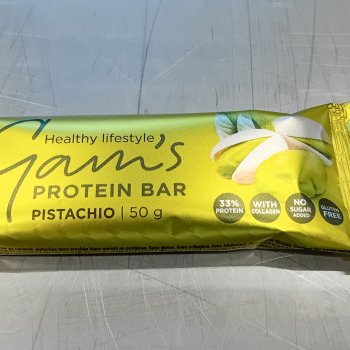 Healthy lifestyle
Gam's
PROTEIN BAR
PISTACHIO | 50 g
33% PROTEIN
WITH COLLAGEN
NO SUGAR ADDED
GLUTEN FREE